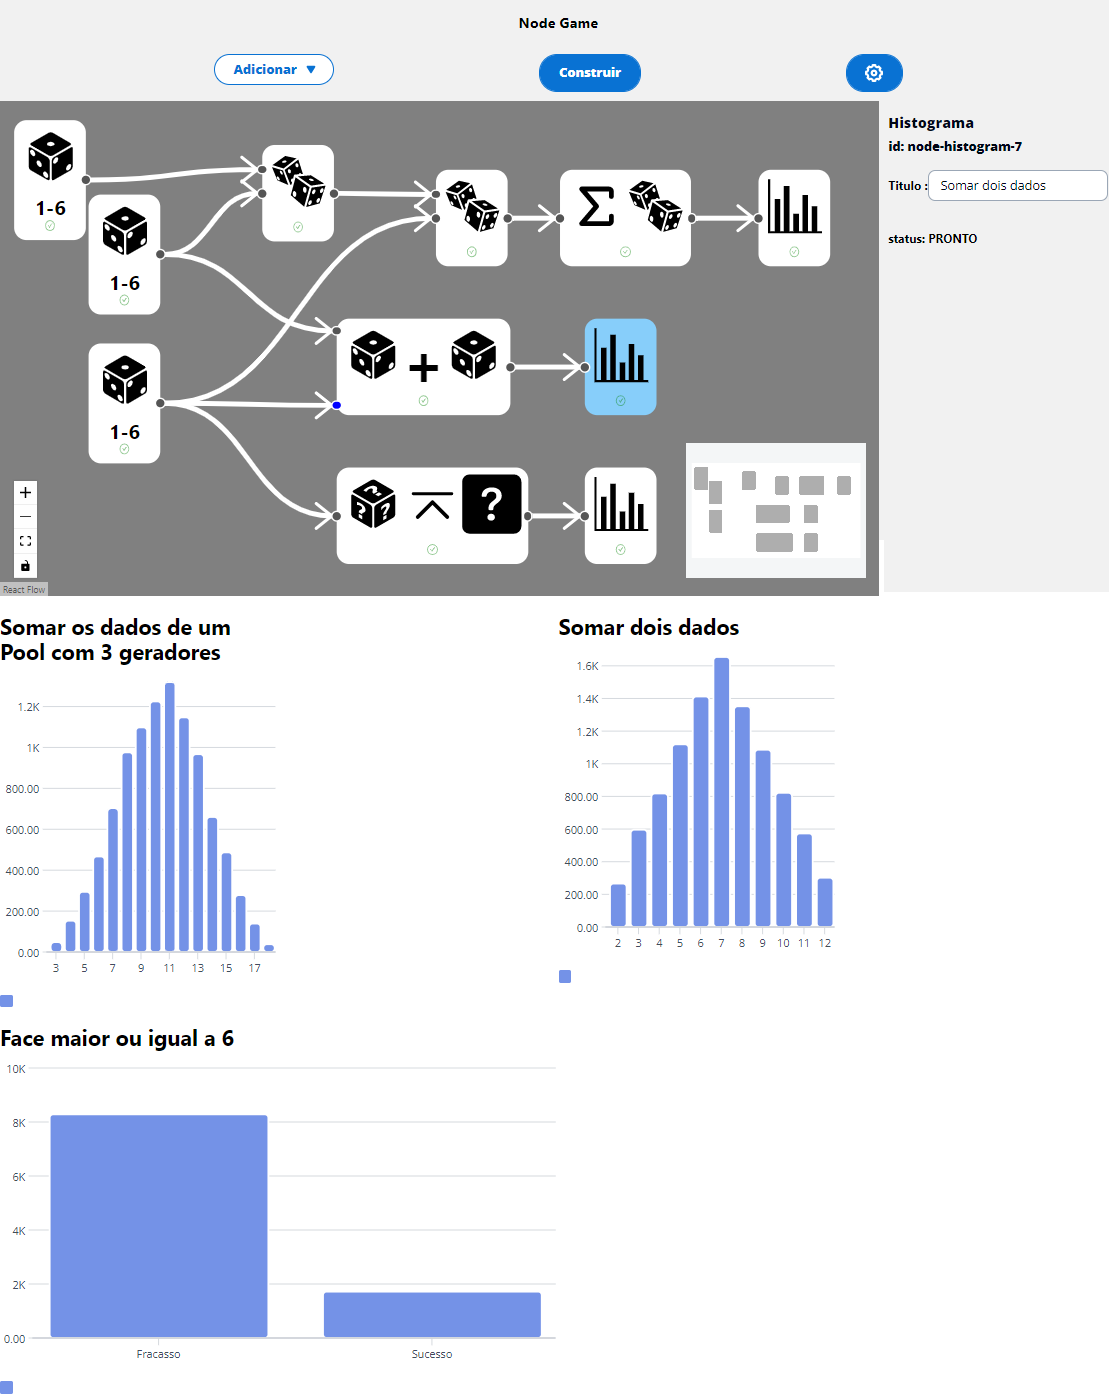 Node Game
Adicionar ▼
Construir
Histograma
id: node-histogram-7
Titulo : Somar dois dados
status: PRONTO
1-6
1-6
1-6
+
? ? ? ?
React Flow
Somar os dados de um
Pool com 3 geradores
1.2K
1K
800.00
600.00
400.00
200.00
0.00
3 5 7 9 11 13 15 17
Somar dois dados
1.6K
1.4K
1.2K
1K
800.00
600.00
400.00
200.00
0.00
2 3 4 5 6 7 8 9 10 11 12
Face maior ou igual a 6
10K
8K
6K
4K
2K
0.00
Fracasso Sucesso